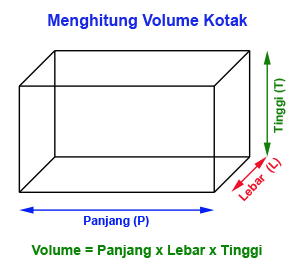 Menghitung Volume Kotak
Tinggi (T)
Lebar (L)
Panjang (P)
Volume = Panjang x Lebar x Tinggi